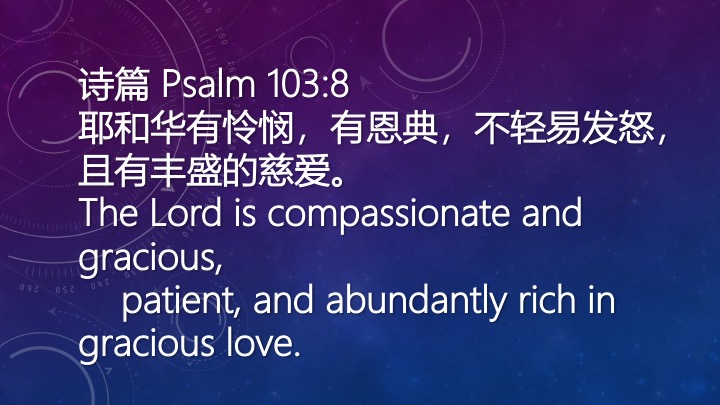 诗篇 Psalm 103:8
耶和华有怜悯，有恩典，不轻易发怒，
且有丰盛的慈爱。
The Lord is compassionate and
gracious,
patient, and abundantly rich in
gracious love.